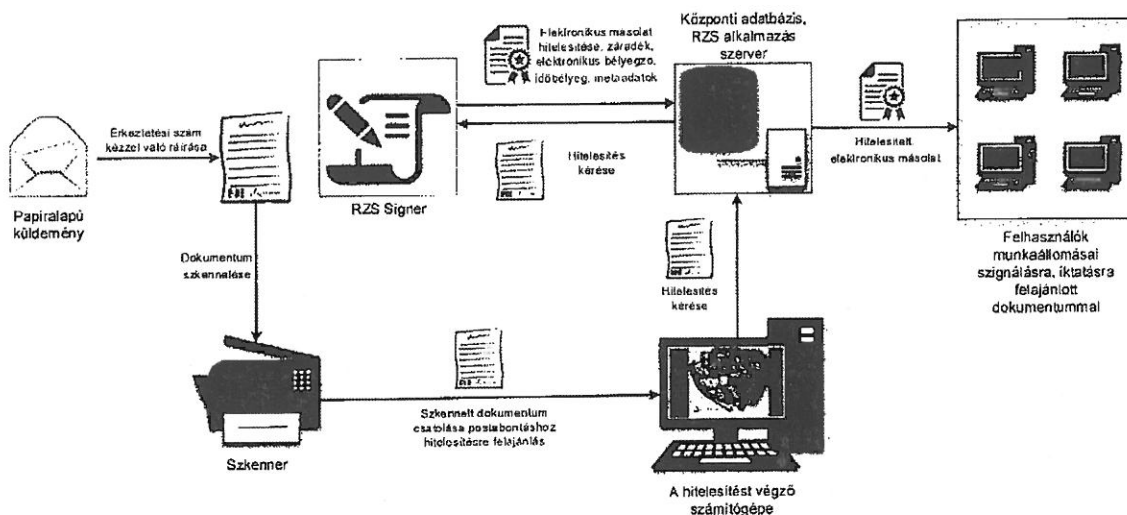 Papíralapú
küldemény
Érkeztetési szám
kézzel való ráírása
Dokumentum
szkennelése
Szkenner
Szkennelt dokumentum
csatolása postabontáshoz
hitelesítésre felajánlás
A hitelesítést végző
számítógépe
Hitelesítés
kérése
Központi adatbázis,
RZS alkalmazás
szerver
Hitelesítés
kérése
RZS Signer
Elektronikus másolat
hitelesítése, záradék,
elektronikus bélyegző,
időbélyeg, metaadatok
Hitelesített
elektronikus másolat
Felhasználók
munkaállomásai
szignálásra, iktatásra
felajánlott
dokumentummal